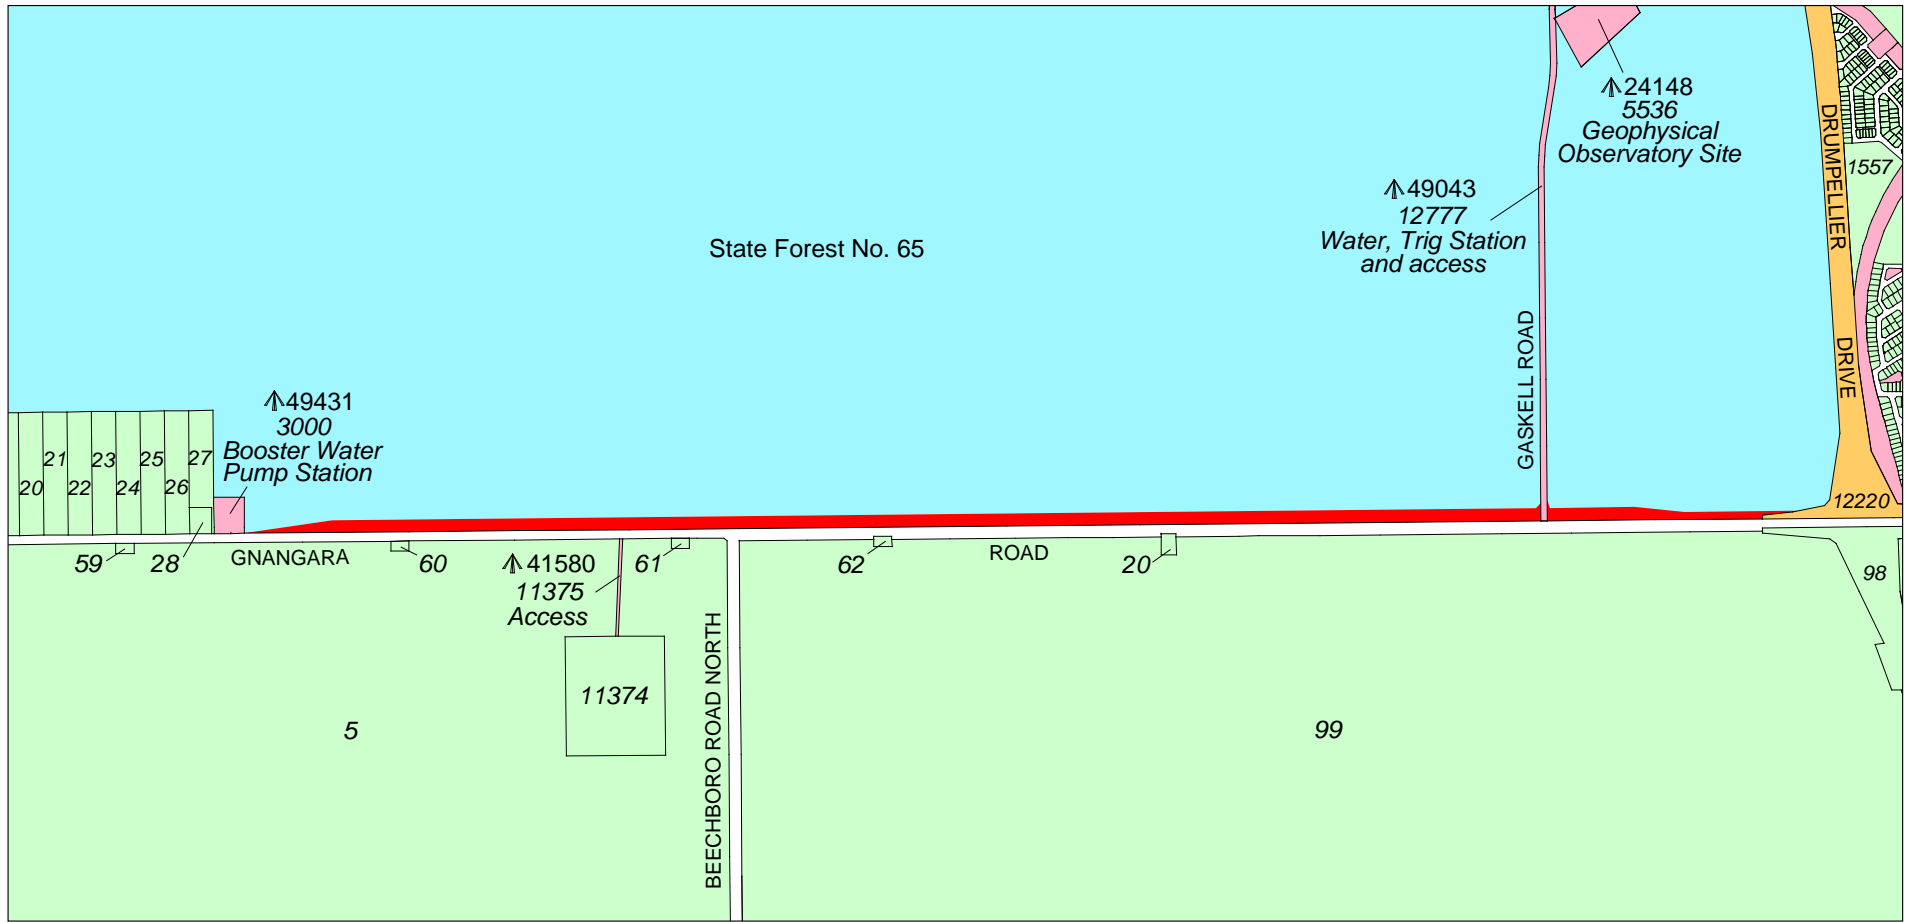 24148
5536
Geophysical
Observatory Site
DRUMPELLIER
1557
49043
12777
Water, Trig Station
and access
State Forest No. 65
GASKELL ROAD
DRIVE
49431
3000
Booster Water
Pump Station
20
21
22
23
24
25
26
27
12220
59
28
GNANGARA
60
41580
11375
Access
61
62
ROAD
20
98
BEECHBORO ROAD NORTH
11374
5
99